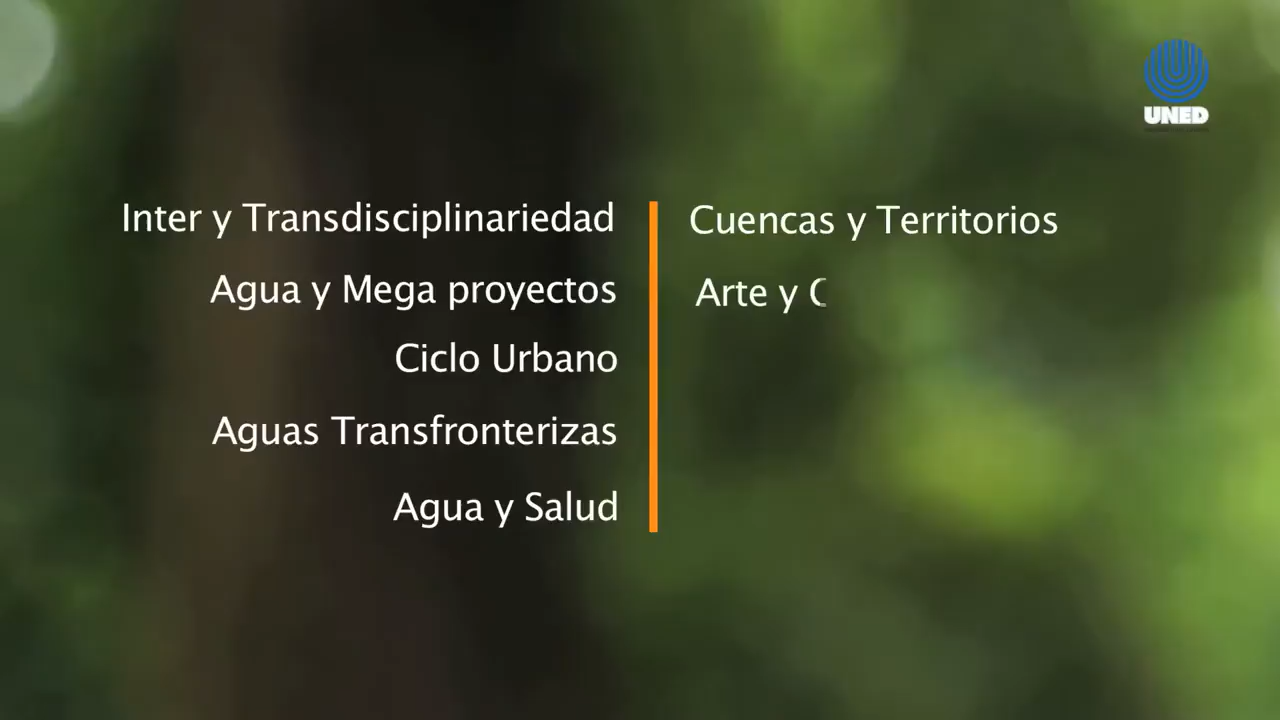 UNED
Inter y Transdisciplinariedad
Agua y Mega proyectos
Ciclo Urbano
Aguas Transfronterizas
Agua y Salud
Cuencas y Territorios
Arte y